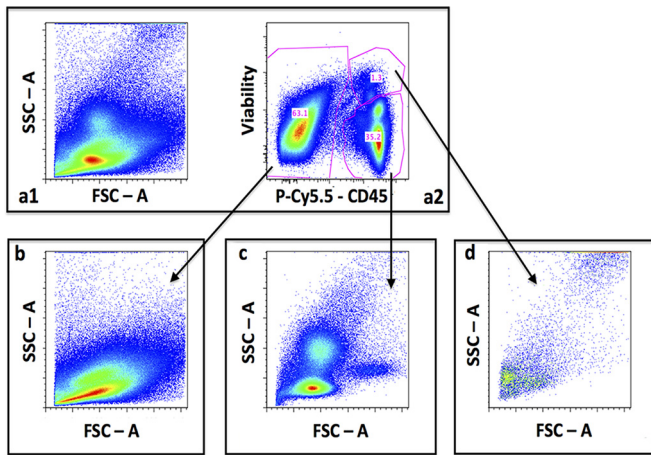 SSC – A
FSC – A
a1
Viability
63.1
1.3
35.2
P-Cy5.5 - CD45
a2
b
SSC – A
FSC – A
c
SSC – A
FSC – A
d
SSC – A
FSC – A